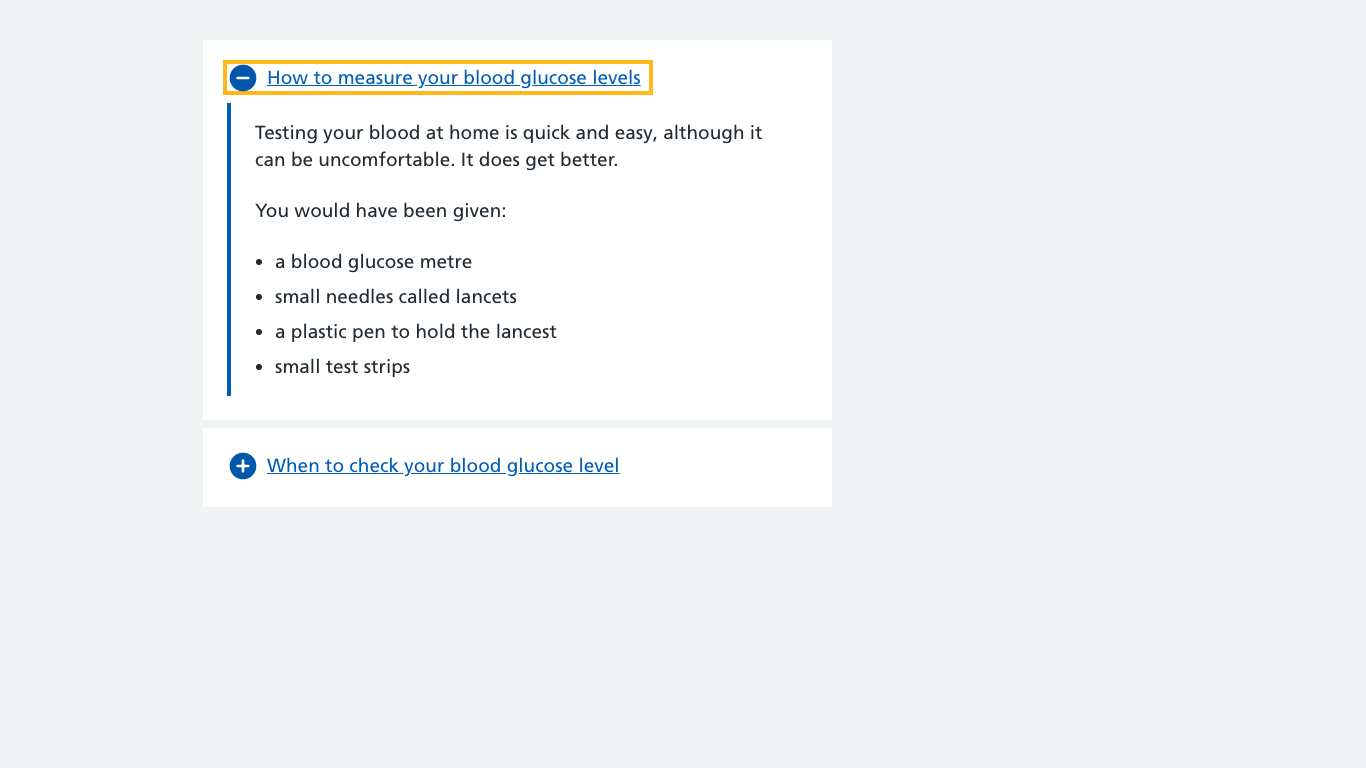 How to measure your blood glucose levels
Testing your blood at home is quick and easy, although it
can be uncomfortable. It does get better.
You would have been given:
a blood glucose metre
small needles called lancets
a plastic pen to hold the lancest
small test strips
When to check your blood glucose level